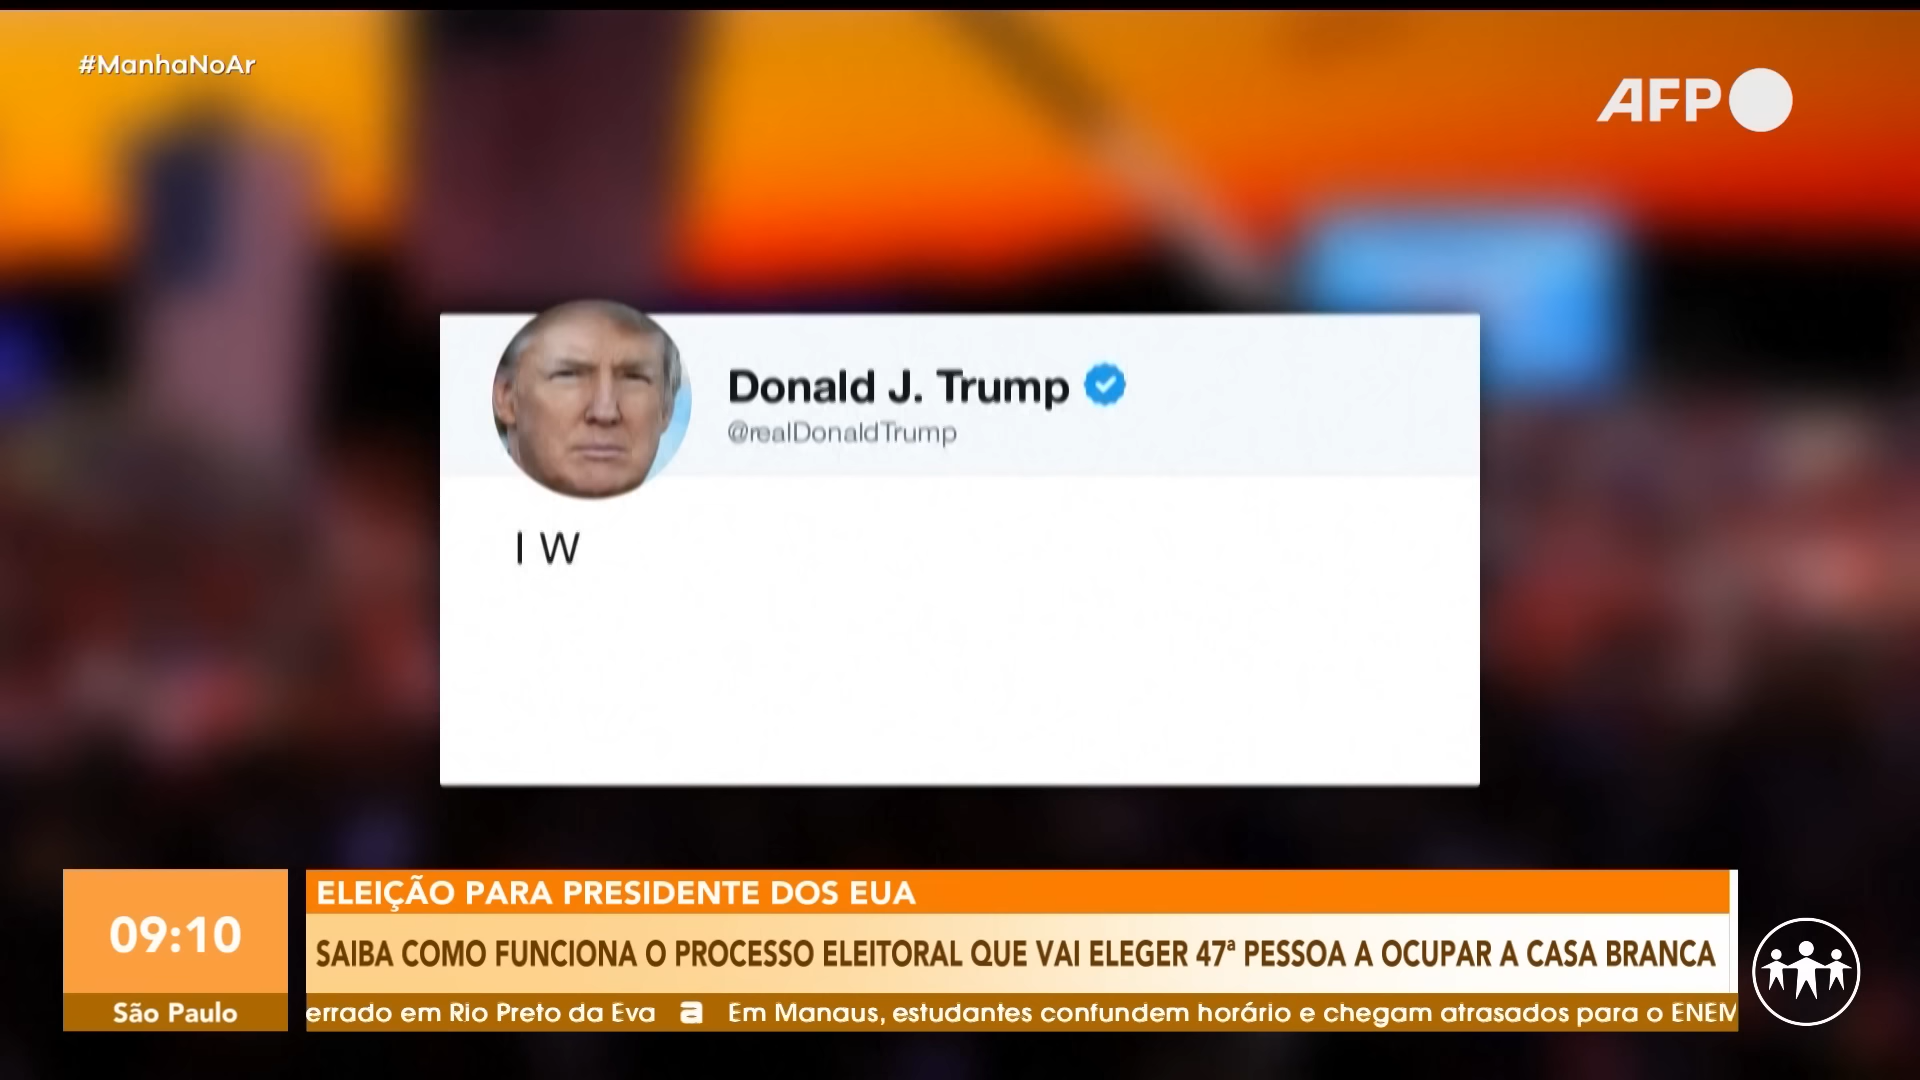 #ManhaNoAr
AFP
Donald J. Trump
@realDonaldTrump
I W
09:10
São Paulo
ELEIÇÃO PARA PRESIDENTE DOS EUA
SAIBA COMO FUNCIONA O PROCESSO ELEITORAL QUE VAI ELEGER 47ª PESSOA A OCUPAR A CASA BRANCA
errado em Rio Preto da Eva a Em Manaus, estudantes confundem horário e chegam atrasados para o ENEM